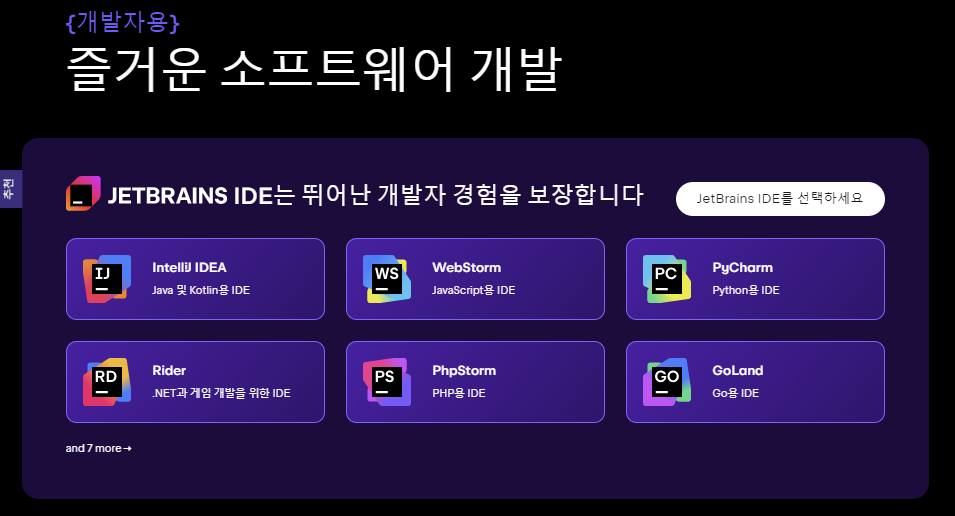 {개발자용}
즐거운 소프트웨어 개발
추천
JETBRAINS IDE는 뛰어난 개발자 경험을 보장합니다
JetBrains IDE를 선택하세요
IJ
IntelliJ IDEA
Java 및 Kotlin용 IDE
WS
WebStorm
JavaScript용 IDE
PC
PyCharm
Python용 IDE
RD
Rider
.NET과 게임 개발을 위한 IDE
PS
PhpStorm
PHP용 IDE
GO
GoLand
Go용 IDE
and 7 more→